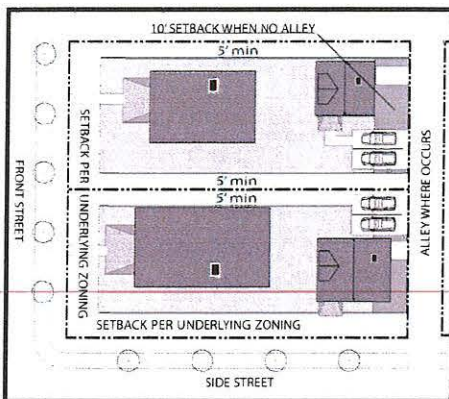 10' SETBACK WHEN NO ALLEY
5' min
SETBACK PER UNDERLYING ZONING
FRONT STREET
ALLEY WHERE OCCURS
5' min
5' min
SETBACK PER UNDERLYING ZONING
SIDE STREET